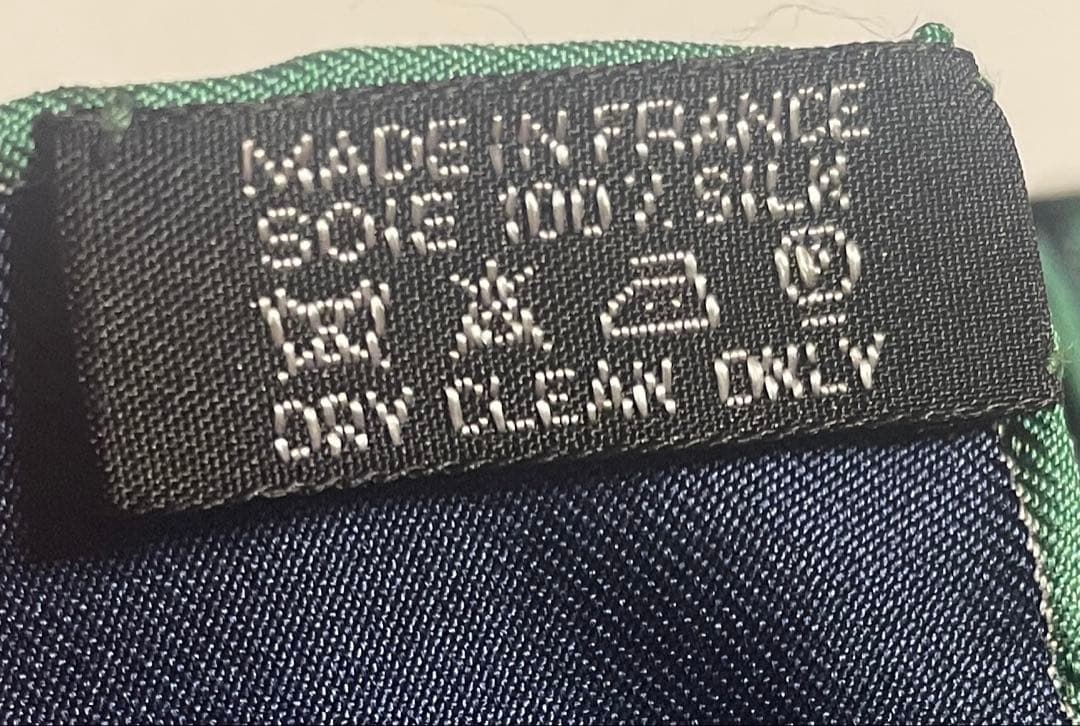 MADE IN FRANCE
SOIE 100% SILK
DRY CLEAN ONLY